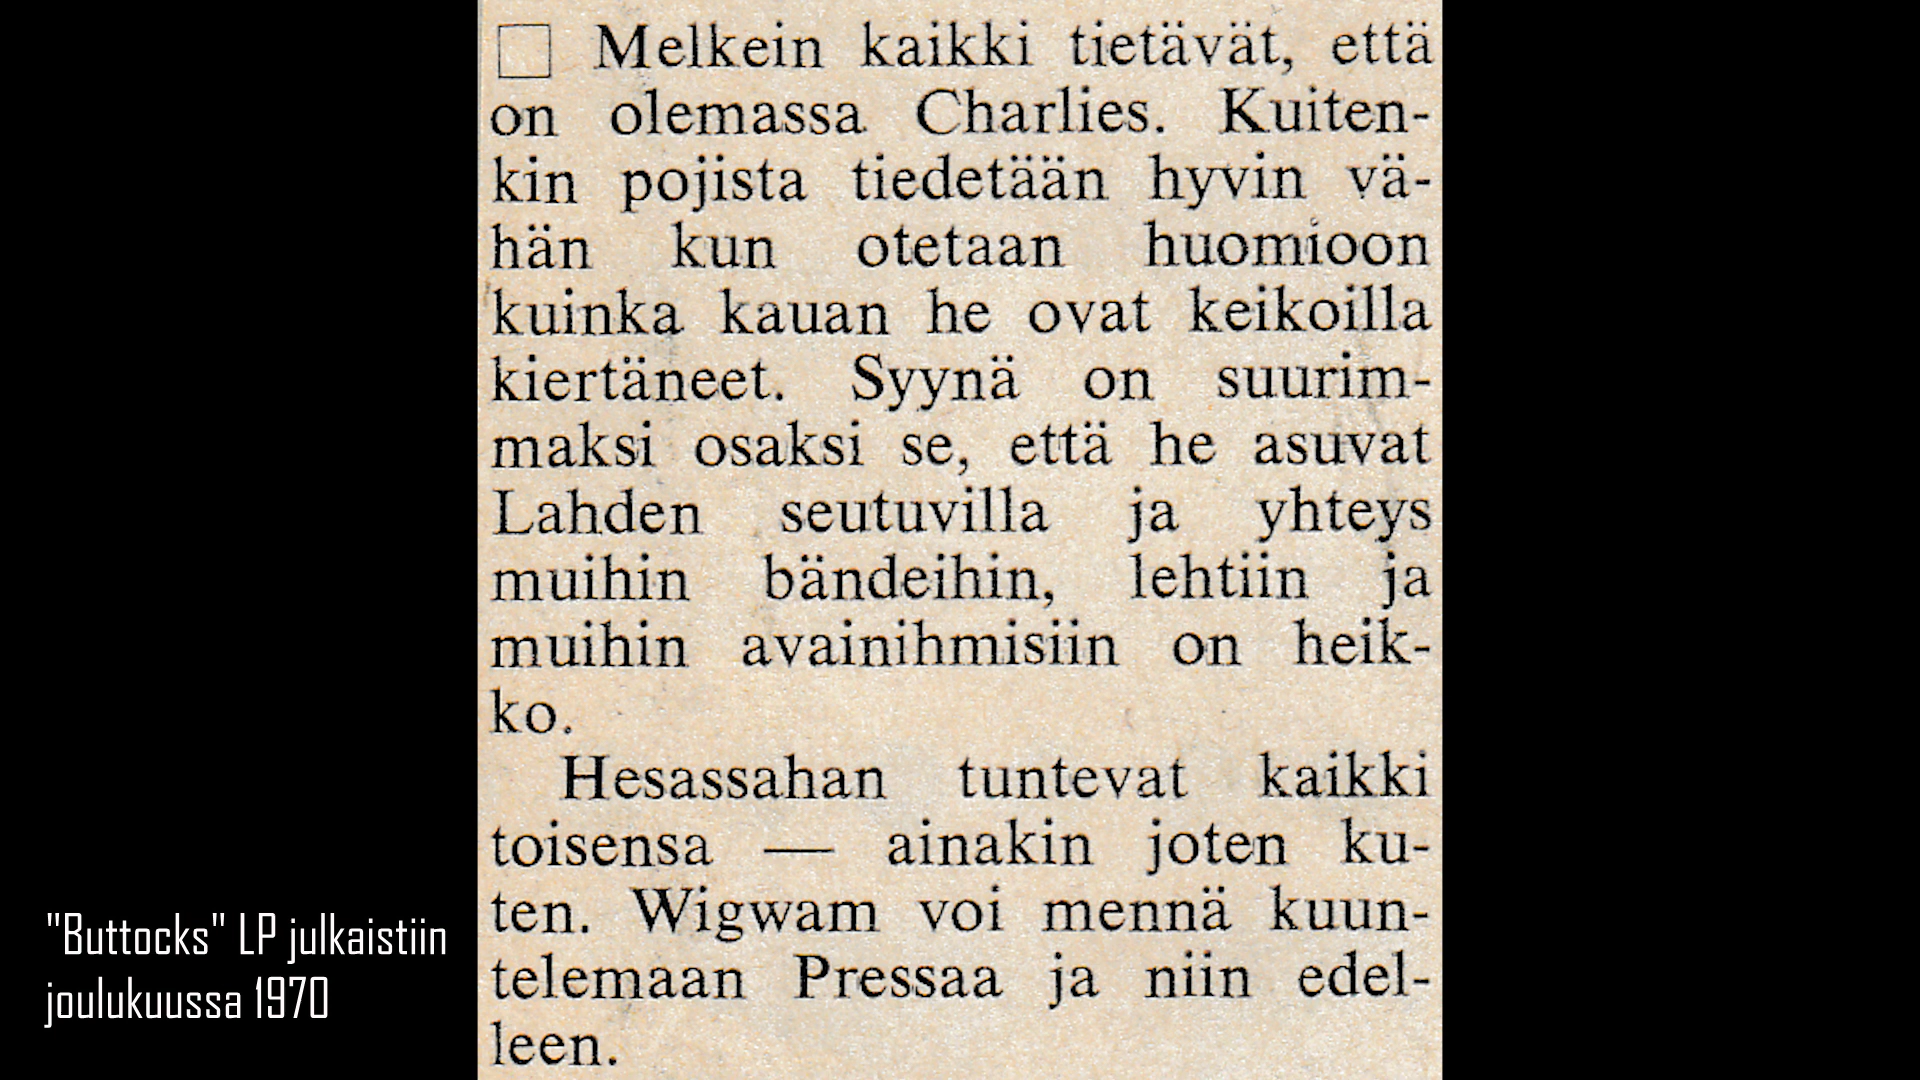 Melkein kaikki tietävät, että
on olemassa Charlies. Kuiten-
kin pojista tiedetään hyvin vä-
hän kun otetaan huomioon
kuinka kauan he ovat keikoilla
kiertäneet. Syynä on suurim-
maksi osaksi se, että he asuvat
Lahden seutuvilla ja yhteys
muihin bändeihin, lehtiin ja
muihin avainihmisiin on heik-
ko.
Hesassahan tuntevat kaikki
toisensa — ainakin joten ku-
ten. Wigwam voi mennä kuun-
telemaan Pressaa ja niin edel-
leen.
"Buttocks" LP julkaistiin
joulukuussa 1970